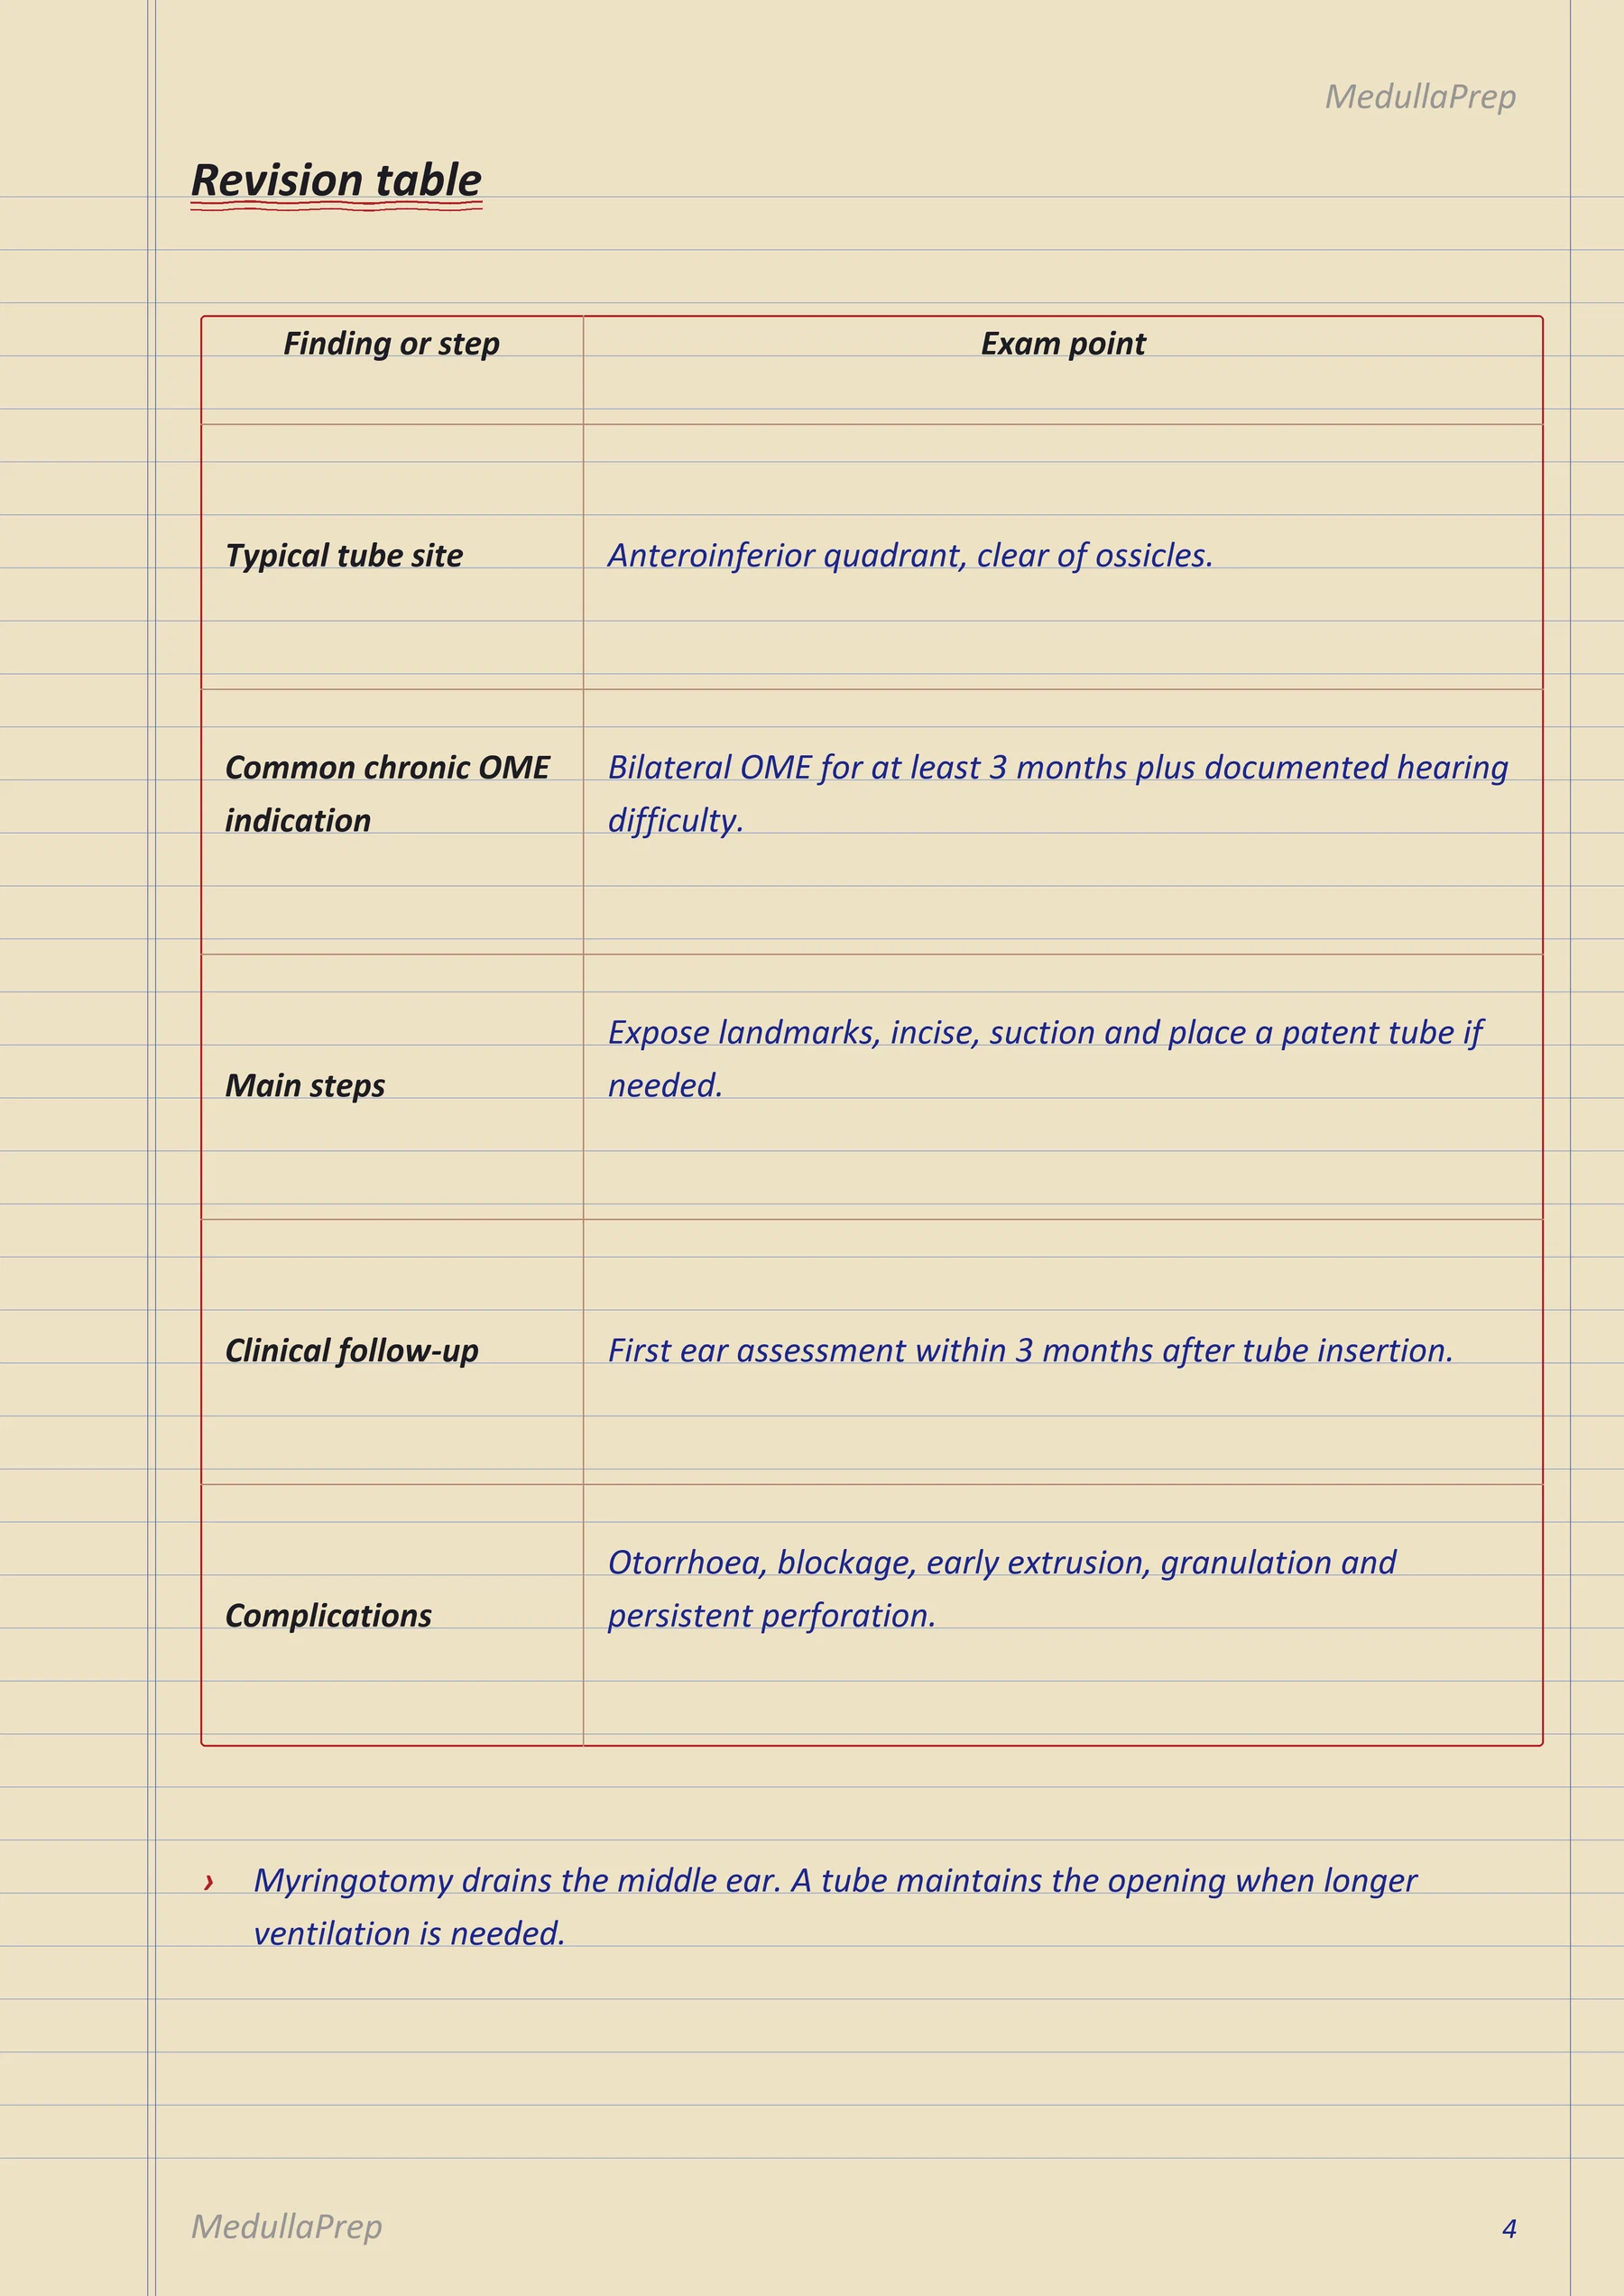 MedullaPrep
Revision table
Finding or step
Exam point
Typical tube site
Anteroinferior quadrant, clear of ossicles.
Common chronic OME
indication
Bilateral OME for at least 3 months plus documented hearing
difficulty.
Main steps
Expose landmarks, incise, suction and place a patent tube if
needed.
Clinical follow-up
First ear assessment within 3 months after tube insertion.
Complications
Otorrhoea, blockage, early extrusion, granulation and
persistent perforation.
› Myringotomy drains the middle ear. A tube maintains the opening when longer
ventilation is needed.
MedullaPrep
4